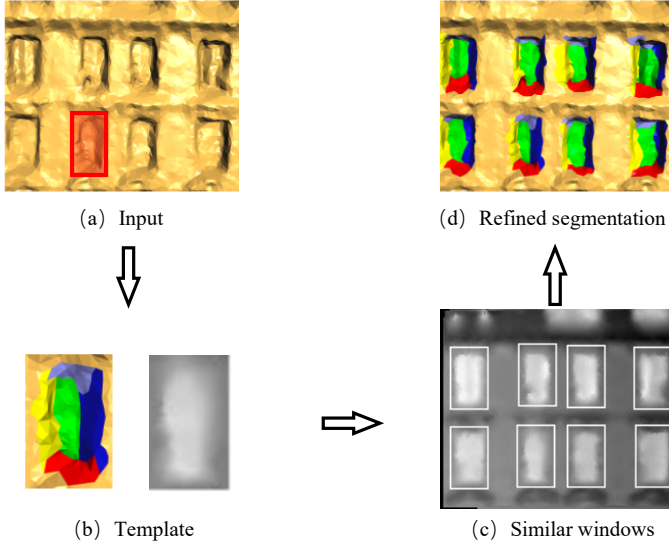 (a) Input
(d) Refined segmentation
(b) Template
(c) Similar windows